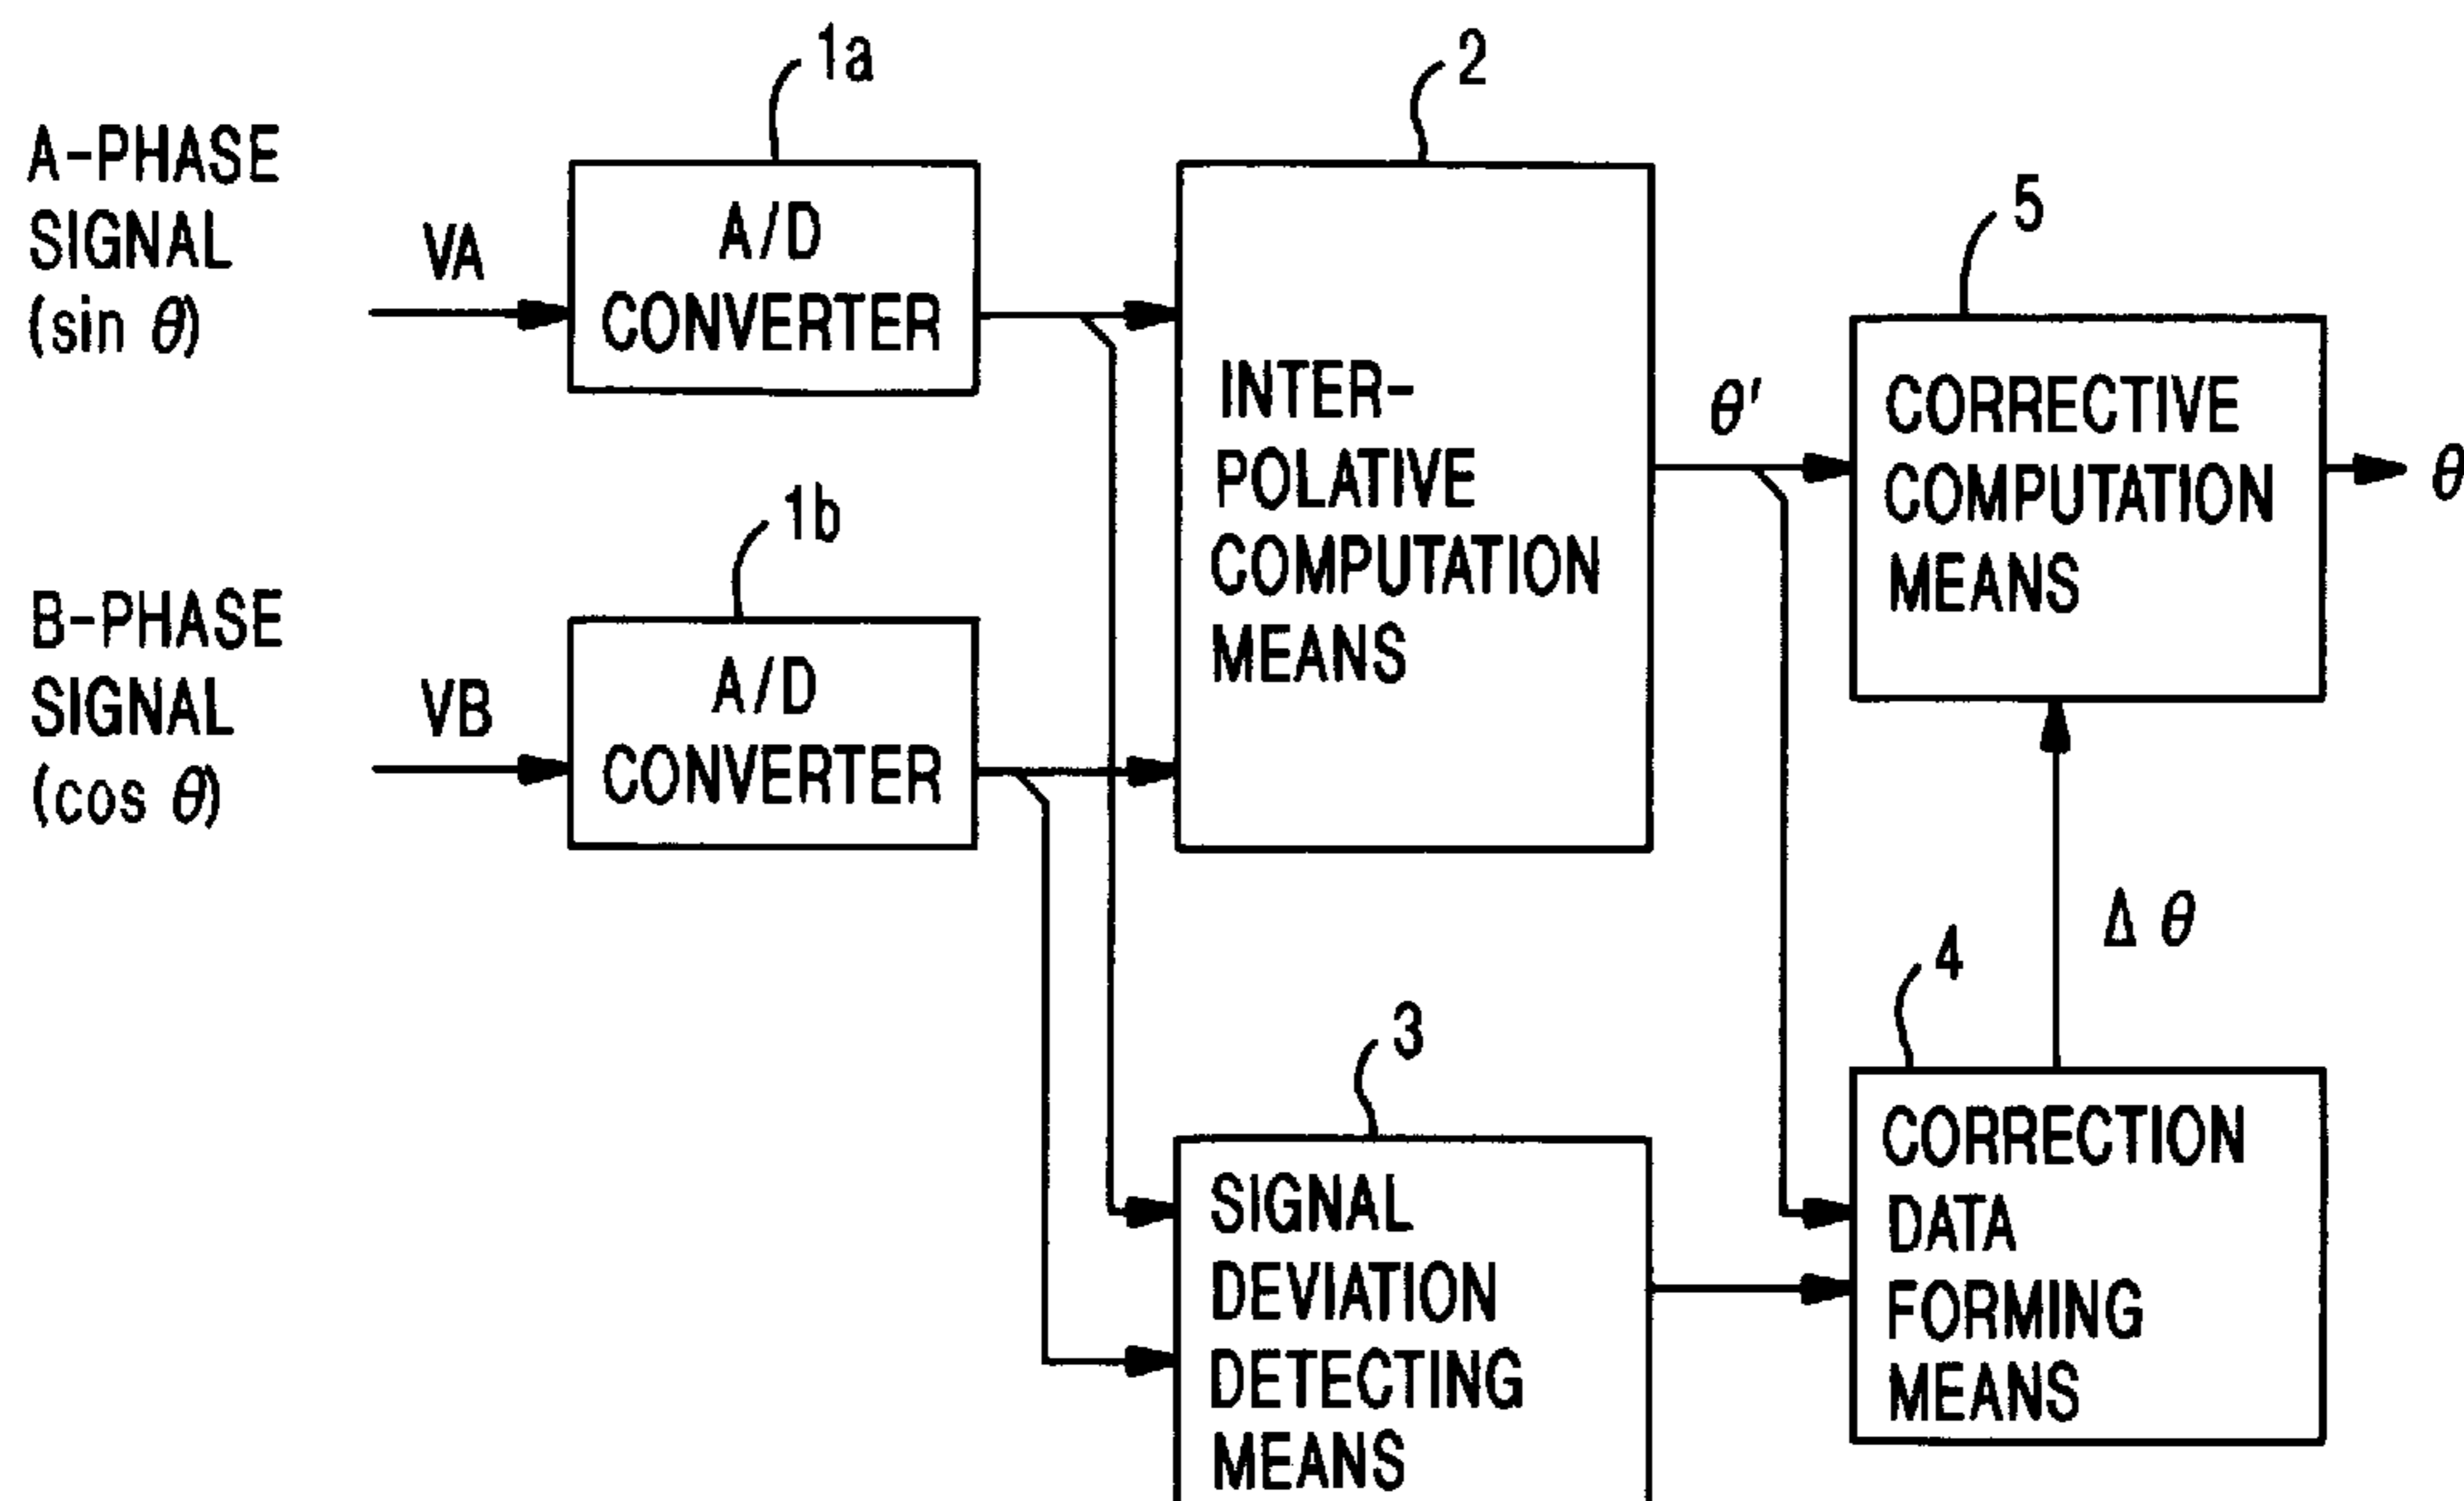 1a
2
A-PHASE
SIGNAL
(sin θ)
VA
A/D
CONVERTER
5
INTER-
POLATIVE
COMPUTATION
MEANS
θ'
CORRECTIVE
COMPUTATION
MEANS
θ
1b
B-PHASE
SIGNAL
(cos θ)
VB
A/D
CONVERTER
Δ θ
4
3
SIGNAL
DEVIATION
DETECTING
MEANS
CORRECTION
DATA
FORMING
MEANS